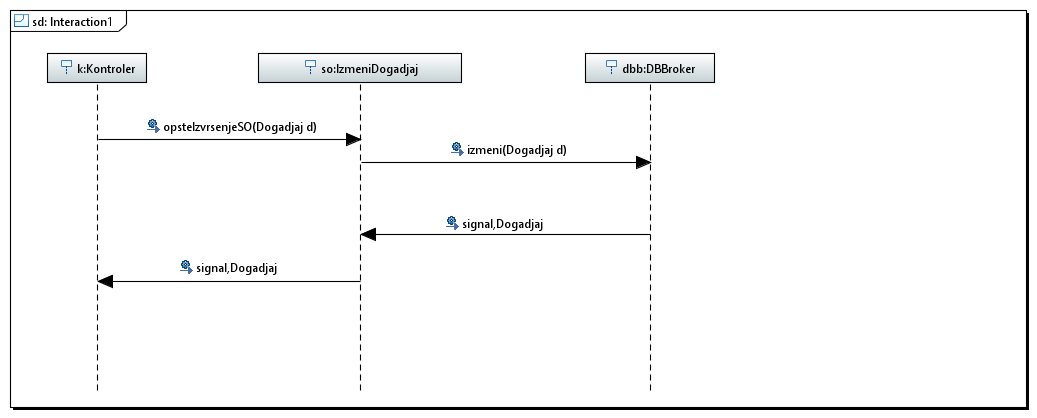 sd: Interaction1
k:Kontroler
so:IzmeniDogadjaj
dbb:DBBroker
opsteIzvrsenjeSO(Dogadjaj d)
izmeni(Dogadjaj d)
signal,Dogadjaj
signal,Dogadjaj